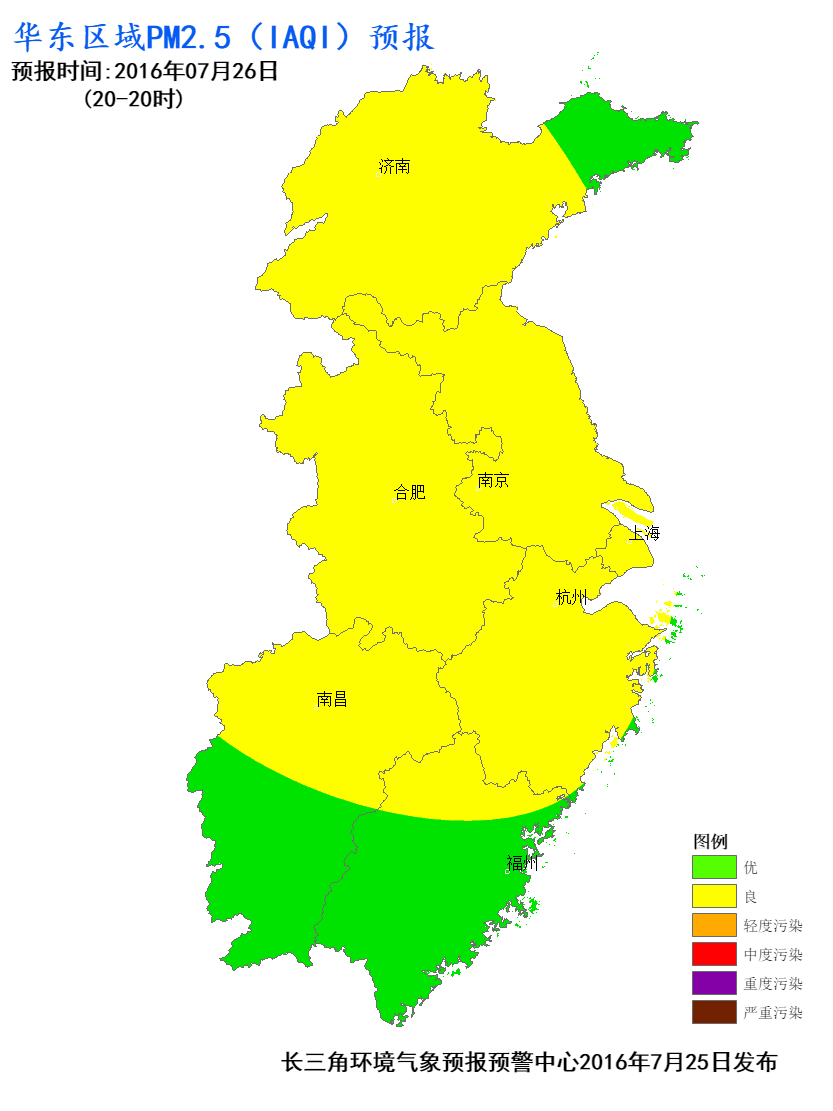 华东区域PM2.5（IAQI）预报
预报时间:2016年07月26日
(20-20时)
济南
南京
合肥
上海
杭州
南昌
福州
图例
优
良
轻度污染
中度污染
重度污染
严重污染
长三角环境气象预报预警中心2016年7月25日发布